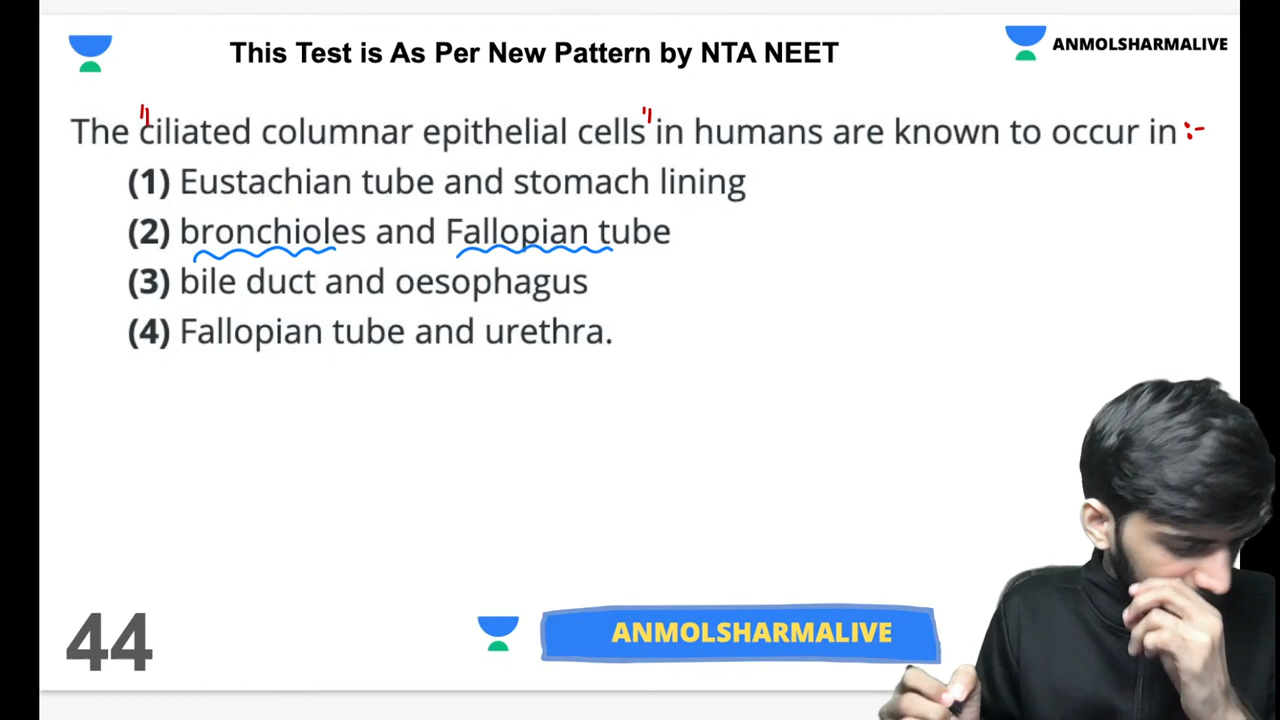 This Test is As Per New Pattern by NTA NEET
ANMOLSHARMALIVE
The "ciliated columnar epithelial cells" in humans are known to occur in :-
(1) Eustachian tube and stomach lining
(2) bronchioles and Fallopian tube
(3) bile duct and oesophagus
(4) Fallopian tube and urethra.
44
ANMOLSHARMALIVE